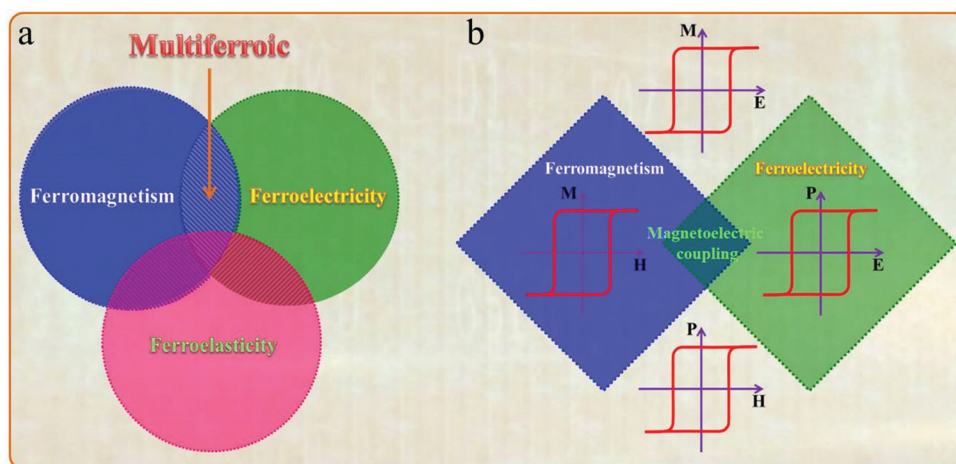 a
Multiferroic
Ferromagnetism
Ferroelectricity
Ferroelasticity
b
M
E
Ferromagnetism
M
H
Ferroelectricity
P
E
Magnetoelectric
coupling
P
H